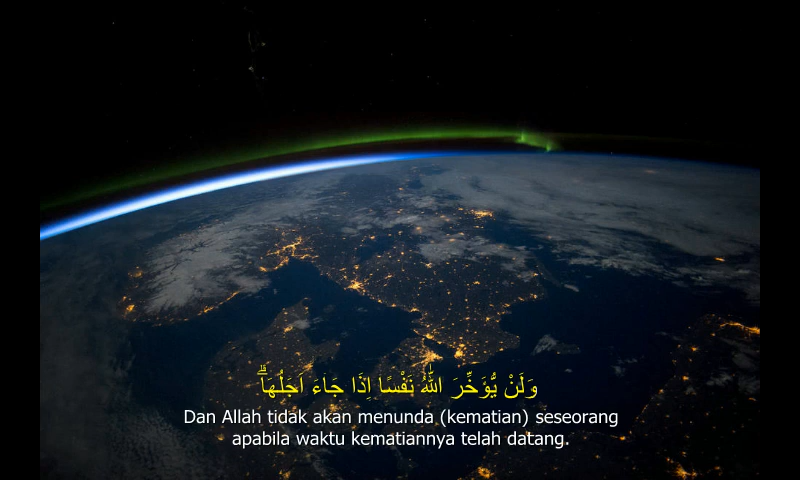 وَلَنْ يُّؤَخِّرَ اللّٰهُ نَفْسًا اِذَا جَاۤءَ اَجَلُهَاۗ
Dan Allah tidak akan menunda (kematian) seseorang
apabila waktu kematiannya telah datang.